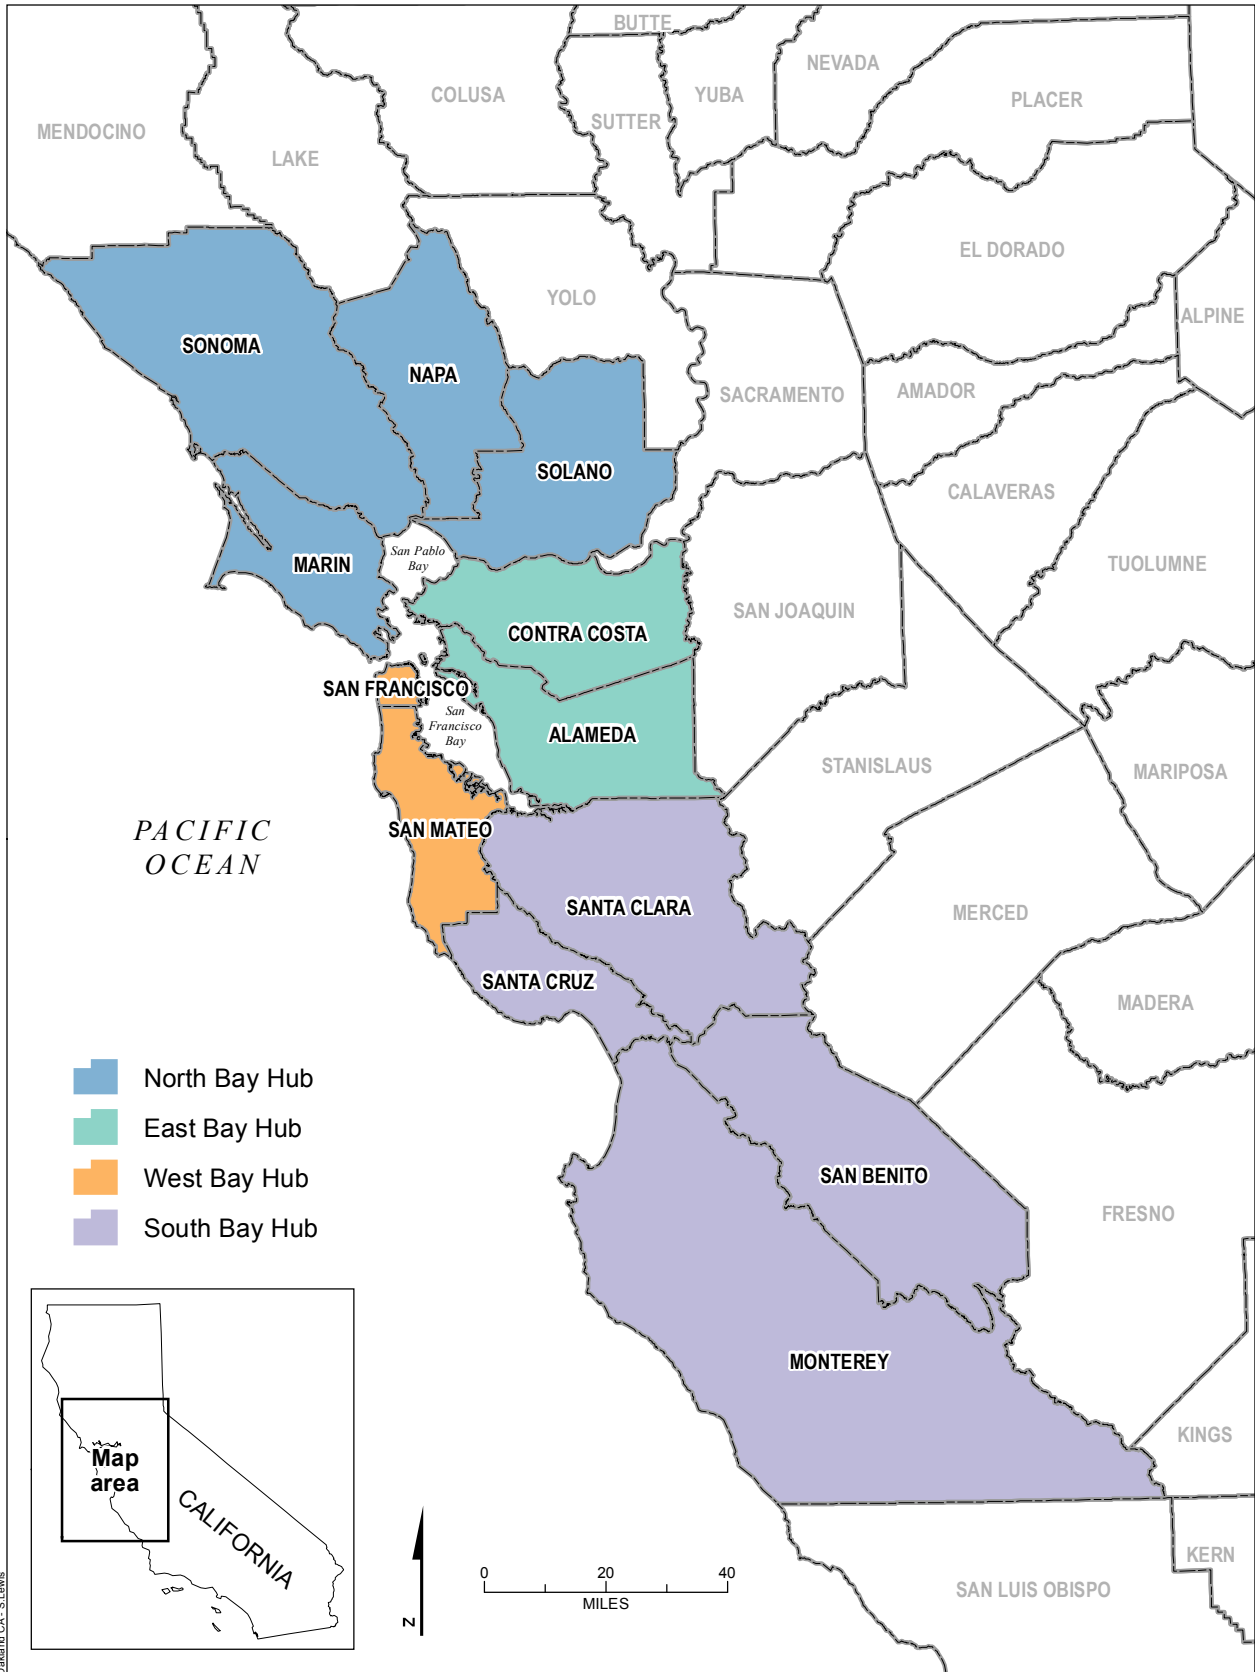 BUTTE
NEVADA
COLUSA
YUBA
PLACER
SUTTER
MENDOCINO
LAKE
EL DORADO
YOLO
ALPINE
SONOMA
NAPA
SACRAMENTO
AMADOR
SOLANO
CALAVERAS
San Pablo
Bay
MARIN
TUOLUMNE
SAN JOAQUIN
CONTRA COSTA
SAN FRANCISCO
San
Francisco
Bay
ALAMEDA
STANISLAUS
MARIPOSA
PACIFIC
OCEAN
SAN MATEO
SANTA CLARA
MERCED
SANTA CRUZ
MADERA
North Bay Hub
East Bay Hub
West Bay Hub
South Bay Hub
SAN BENITO
FRESNO
MONTEREY
KINGS
Map
area
CALIFORNIA
KERN
SAN LUIS OBISPO
0 20 40
MILES
N
Oakland CA - S.Lewis